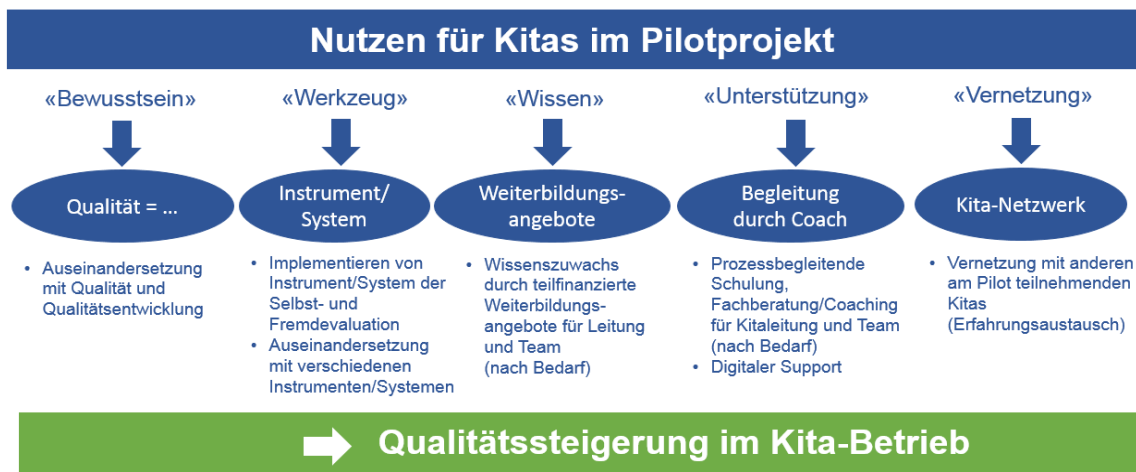 Nutzen für Kitas im Pilotprojekt
«Bewusstsein»
«Werkzeug»
«Wissen»
«Unterstützung»
«Vernetzung»
Qualität = ...
Instrument/
System
Weiterbildungs-
angebote
Begleitung
durch Coach
Kita-Netzwerk
• Auseinandersetzung
mit Qualität und
Qualitätsentwicklung
• Implementieren von
Instrument/System der
Selbst- und
Fremdevaluation
• Auseinandersetzung
mit verschiedenen
Instrumenten/Systemen
• Wissenszuwachs
durch teilfinanzierte
Weiterbildungs-
angebote für Leitung
und Team
(nach Bedarf)
• Prozessbegleitende
Schulung,
Fachberatung/Coaching
für Kitaleitung und Team
(nach Bedarf)
• Digitaler Support
• Vernetzung mit anderen
am Pilot teilnehmenden
Kitas
(Erfahrungsaustausch)
Qualitätssteigerung im Kita-Betrieb